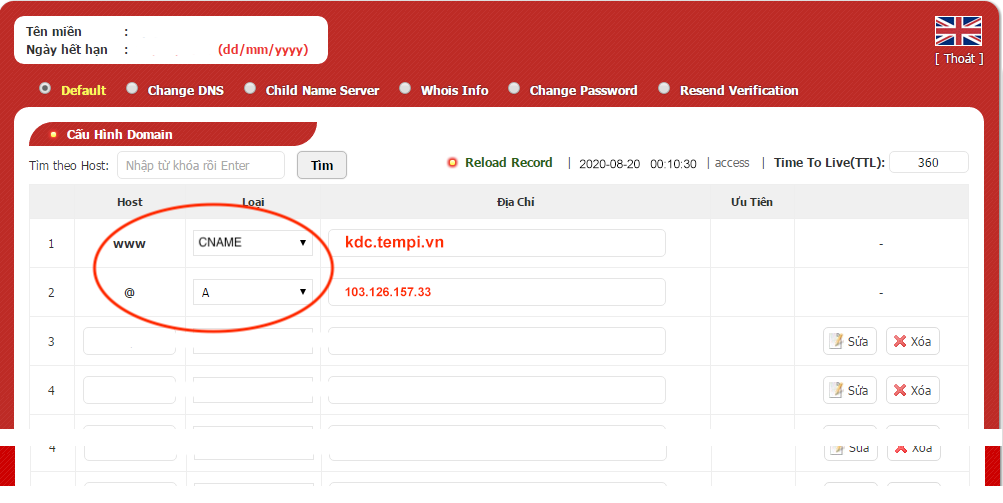 Tên miền :
Ngày hết hạn : (dd/mm/yyyy)
[ Thoát ]
Default Change DNS Child Name Server Whois Info Change Password Resend Verification
Cấu Hình Domain
Tìm theo Host: Nhập từ khóa rồi Enter Tìm Reload Record | 2020-08-20 00:10:30 | access | Time To Live(TTL): 360
Host Loại Địa Chỉ Ưu Tiên
1 www CNAME kdc.tempi.vn -
2 @ A 103.126.157.33 -
3 Sửa Xóa
4 Sửa Xóa
4 Sửa Xóa